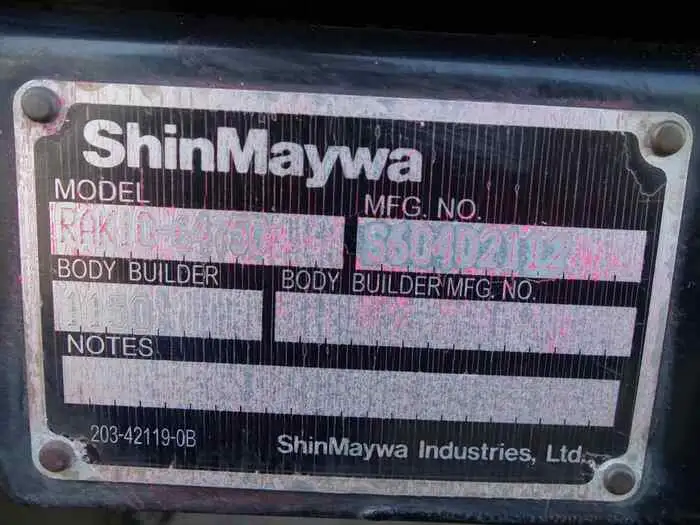 ShinMaywa
MODEL
MFG. NO.
BODY BUILDER
BODY BUILDER MFG. NO.
NOTES
203-42119-0B
ShinMaywa Industries, Ltd.